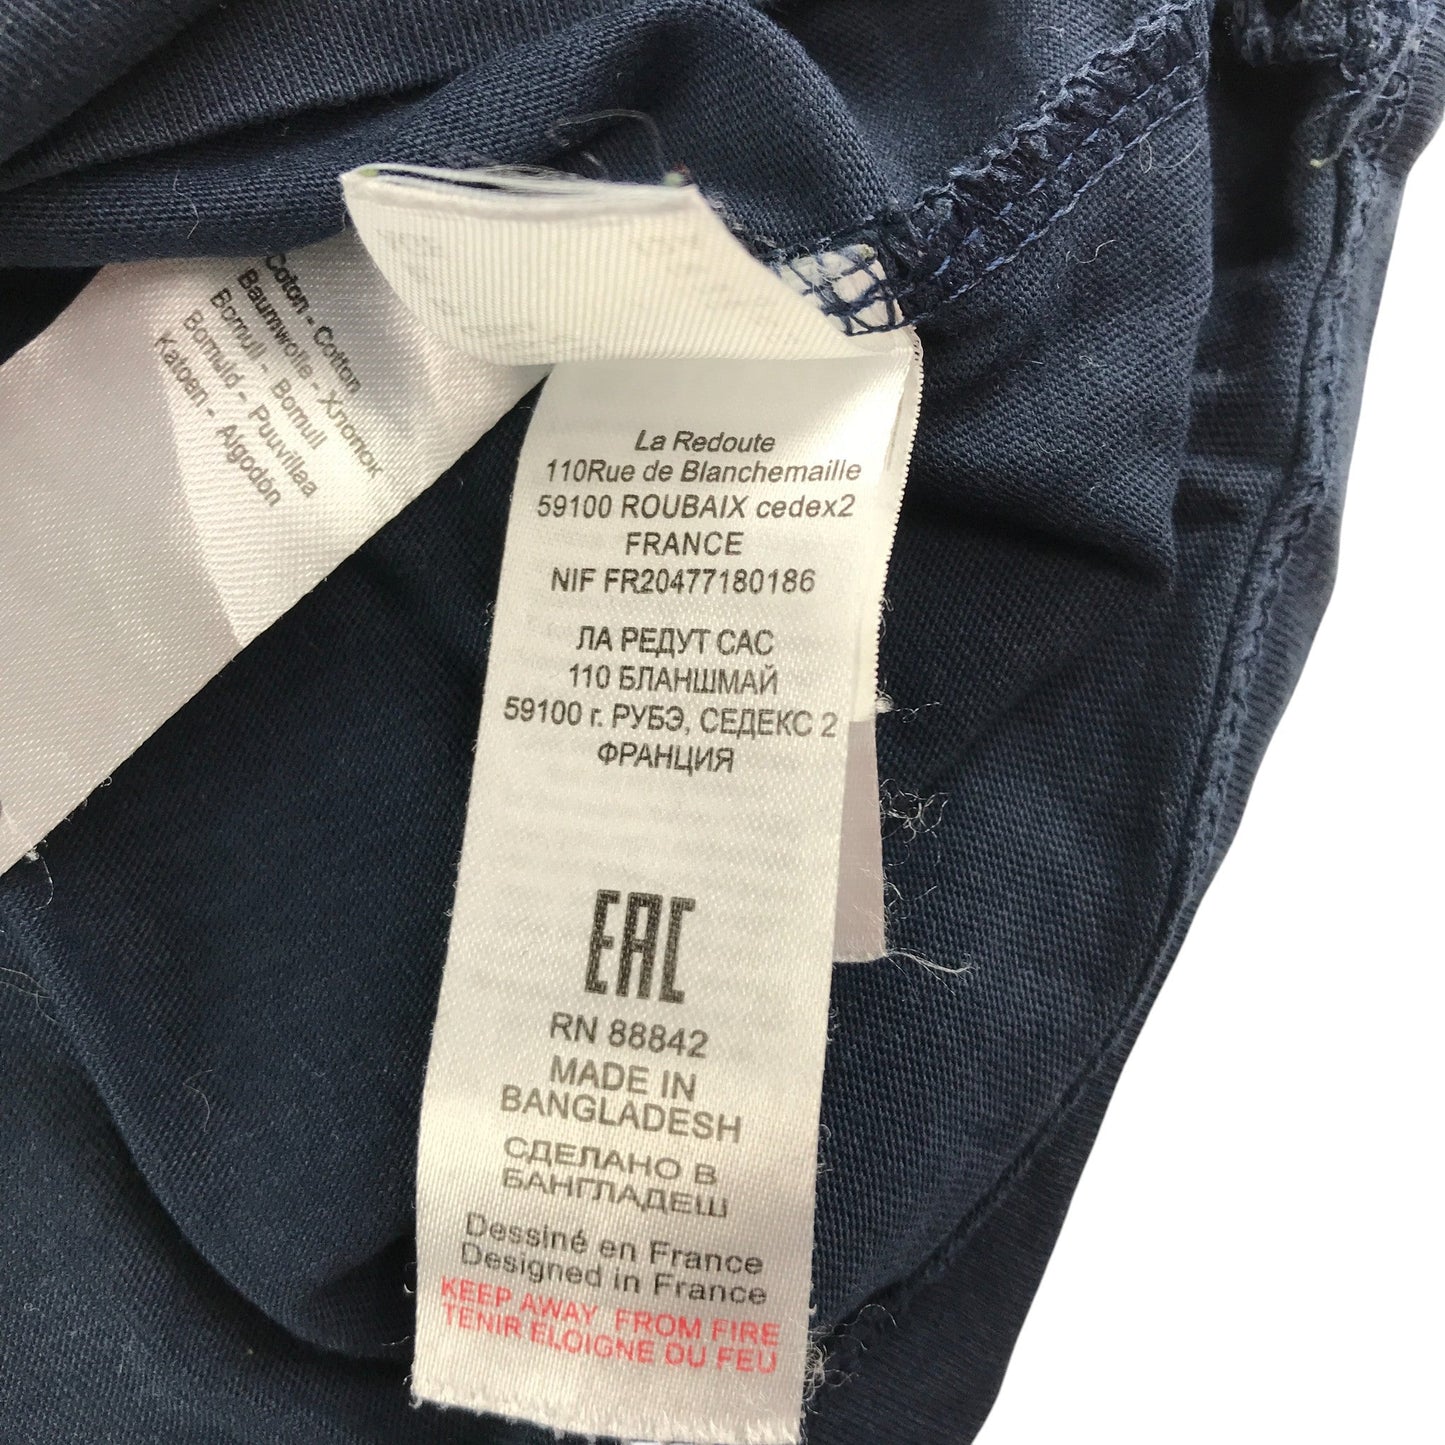 Coton - Cotton
Baumwolle - Хлопок
Bomull - Bomull
Bomuld - Puuvillaa
Katoen - Algodón
La Redoute
110Rue de Blanchemaille
59100 ROUBAIX cedex2
FRANCE
NIF FR20477180186
ЛА РЕДУТ САС
110 БЛАНШМАЙ
59100 г. РУБЭ, СЕДЕКС 2
ФРАНЦИЯ
EAC
RN 88842
MADE IN
BANGLADESH
СДЕЛАНО В
БАНГЛАДЕШ
Dessiné en France
Designed in France
KEEP AWAY FROM FIRE
TENIR ELOIGNE DU FEU